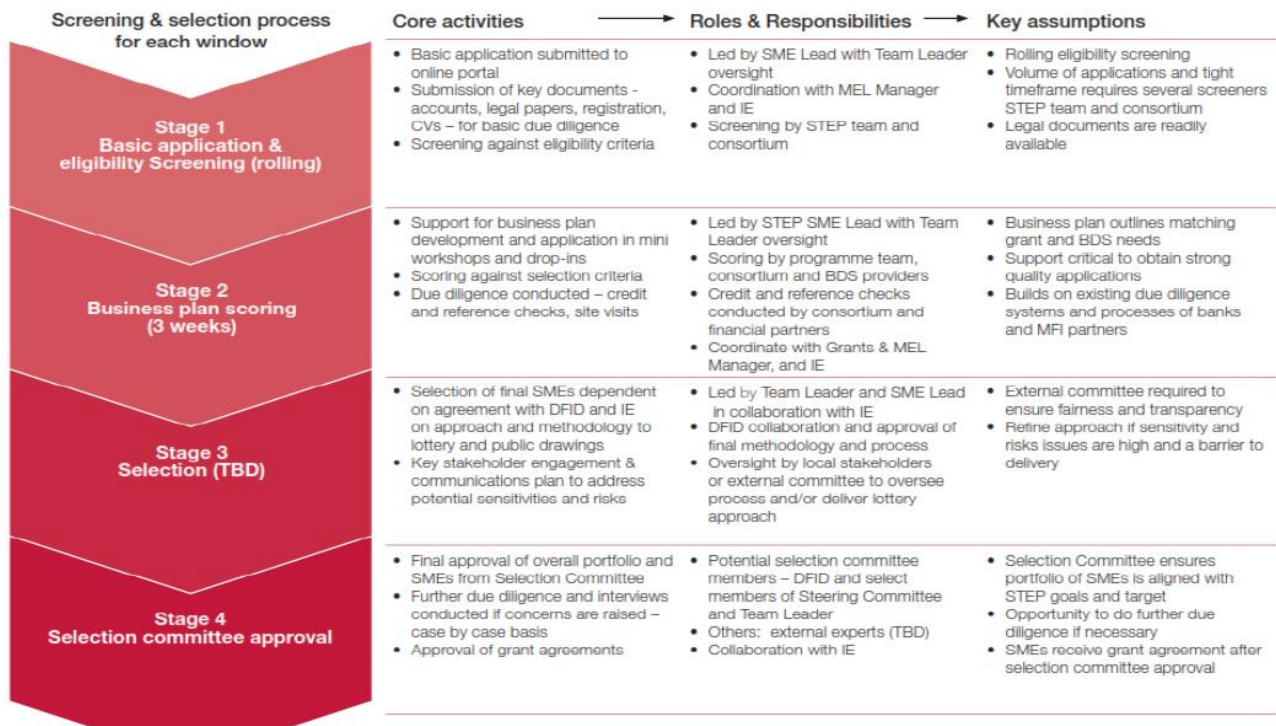 Screening & selection process
for each window
Core activities
Roles & Responsibilities
Key assumptions
Stage 1
Basic application &
eligibility Screening (rolling)
• Basic application submitted to
online portal
• Submission of key documents -
accounts, legal papers, registration,
CVs – for basic due diligence
• Screening against eligibility criteria
• Led by SME Lead with Team Leader
oversight
• Coordination with MEL Manager
and IE
• Screening by STEP team and
consortium
• Rolling eligibility screening
• Volume of applications and tight
timeframe requires several screeners
STEP team and consortium
• Legal documents are readily
available
Stage 2
Business plan scoring
(3 weeks)
• Support for business plan
development and application in mini
workshops and drop-ins
• Scoring against selection criteria
• Due diligence conducted – credit
and reference checks, site visits
• Led by STEP SME Lead with Team
Leader oversight
• Scoring by programme team,
consortium and BDS providers
• Credit and reference checks
conducted by consortium and
financial partners
• Coordinate with Grants & MEL
Manager, and IE
• Business plan outlines matching
grant and BDS needs
• Support critical to obtain strong
quality applications
• Builds on existing due diligence
systems and processes of banks
and MFI partners
Stage 3
Selection (TBD)
• Selection of final SMEs dependent
on agreement with DFID and IE
on approach and methodology to
lottery and public drawings
• Key stakeholder engagement &
communications plan to address
potential sensitivities and risks
• Led by Team Leader and SME Lead
in collaboration with IE
• DFID collaboration and approval of
final methodology and process
• Oversight by local stakeholders
or external committee to oversee
process and/or deliver lottery
approach
• External committee required to
ensure fairness and transparency
• Refine approach if sensitivity and
risks issues are high and a barrier to
delivery
Stage 4
Selection committee approval
• Final approval of overall portfolio and
SMEs from Selection Committee
• Further due diligence and interviews
conducted if concerns are raised –
case by case basis
• Approval of grant agreements
• Potential selection committee
members – DFID and select
members of Steering Committee
and Team Leader
• Others: external experts (TBD)
• Collaboration with IE
• Selection Committee ensures
portfolio of SMEs is aligned with
STEP goals and target
• Opportunity to do further due
diligence if necessary
• SMEs receive grant agreement after
selection committee approval